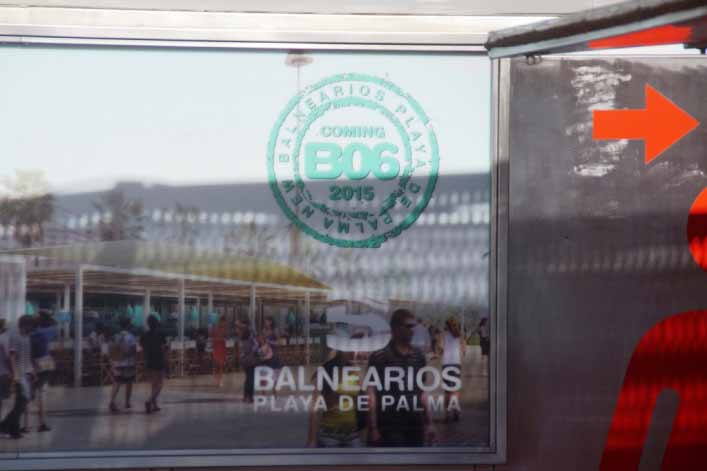 NEW BALNEARIOS PLAYA DE PALMA
COMING
B06
2015
BALNEARIOS
PLAYA DE PALMA